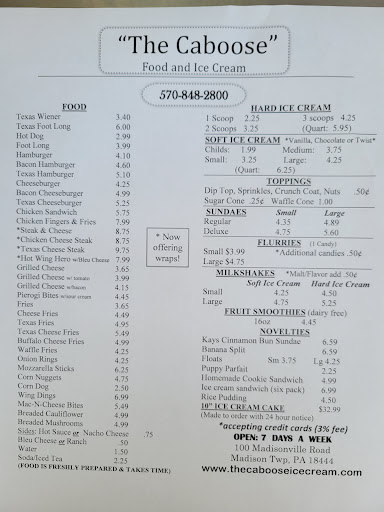 "The Caboose"
Food and Ice Cream
570-848-2800
FOOD
Texas Wiener 3.40
Texas Foot Long 6.00
Hot Dog 2.99
Foot Long 3.99
Hamburger 4.10
Bacon Hamburger 4.60
Texas Hamburger 5.10
Cheeseburger 4.25
Bacon Cheeseburger 4.99
Texas Cheeseburger 5.25
Chicken Sandwich 5.75
Chicken Fingers & Fries 7.99
*Steak & Cheese 8.75
*Chicken Cheese Steak 8.75
*Texas Cheese Steak 9.75
*Hot Wing Hero w/Bleu Cheese 7.99
Grilled Cheese 3.65
Grilled Cheese w/ tomato 3.99
Grilled Cheese w/bacon 4.15
Pierogi Bites w/sour cream 4.45
Fries 3.65
Cheese Fries 4.49
Texas Fries 4.95
Texas Cheese Fries 5.49
Buffalo Cheese Fries 4.99
Waffle Fries 4.25
Onion Rings 4.25
Mozzarella Sticks 6.25
Corn Nuggets 4.75
Corn Dog 2.50
Wing Dings 6.99
Mac-N-Cheese Bites 5.49
Breaded Cauliflower 4.99
Breaded Mushrooms 4.99
Sides: Hot Sauce or Nacho Cheese .75
Bleu Cheese or Ranch .50
Water 1.50
Soda/Iced Tea 2.25
(FOOD IS FRESHLY PREPARED & TAKES TIME)
* Now
offering
wraps!
HARD ICE CREAM
1 Scoop 2.25 3 scoops 4.25
2 Scoops 3.25 (Quart: 5.95)
SOFT ICE CREAM *Vanilla, Chocolate or Twist*
Childs: 1.99 Medium: 3.75
Small: 3.25 Large: 4.25
(Quart: 6.25)
TOPPINGS
Dip Top, Sprinkles, Crunch Coat, Nuts .50¢
Sugar Cone .25¢ Waffle Cone 1.00
SUNDAES Small Large
Regular 4.35 4.89
Deluxe 4.75 5.60
FLURRIES (1 Candy)
Small $3.99 *Additional candies .50¢
Large $4.75
MILKSHAKES *Malt/Flavor add .50¢
Soft Ice Cream Hard Ice Cream
Small 4.25 4.50
Large 4.75 5.25
FRUIT SMOOTHIES (dairy free)
16oz 4.45
NOVELTIES
Kays Cinnamon Bun Sundae 6.59
Banana Split 6.59
Floats Sm 3.75 Lg 4.25
Puppy Parfait 2.25
Homemade Cookie Sandwich 4.99
Ice cream sandwich (six pack) 6.99
Rice Pudding 4.50
10" ICE CREAM CAKE $32.99
(Made to order with 24 hour notice)
*accepting credit cards (3% fee)
OPEN: 7 DAYS A WEEK
100 Madisonville Road
Madison Twp, PA 18444
www.thecabooseicecream.com